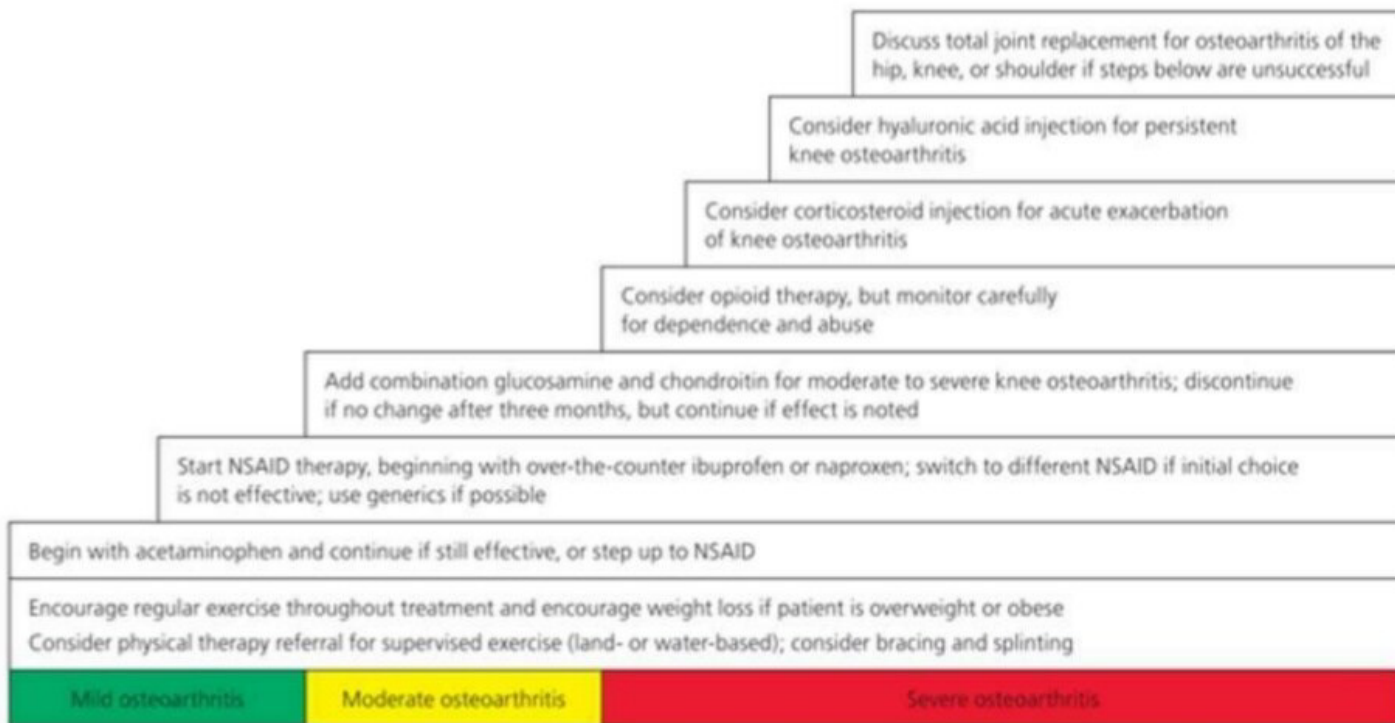 Discuss total joint replacement for osteoarthritis of the
hip, knee, or shoulder if steps below are unsuccessful
Consider hyaluronic acid injection for persistent
knee osteoarthritis
Consider corticosteroid injection for acute exacerbation
of knee osteoarthritis
Consider opioid therapy, but monitor carefully
for dependence and abuse
Add combination glucosamine and chondroitin for moderate to severe knee osteoarthritis; discontinue
if no change after three months, but continue if effect is noted
Start NSAID therapy, beginning with over-the-counter ibuprofen or naproxen; switch to different NSAID if initial choice
is not effective; use generics if possible
Begin with acetaminophen and continue if still effective, or step up to NSAID
Encourage regular exercise throughout treatment and encourage weight loss if patient is overweight or obese
Consider physical therapy referral for supervised exercise (land- or water-based); consider bracing and splinting
Mild osteoarthritis
Moderate osteoarthritis
Severe osteoarthritis